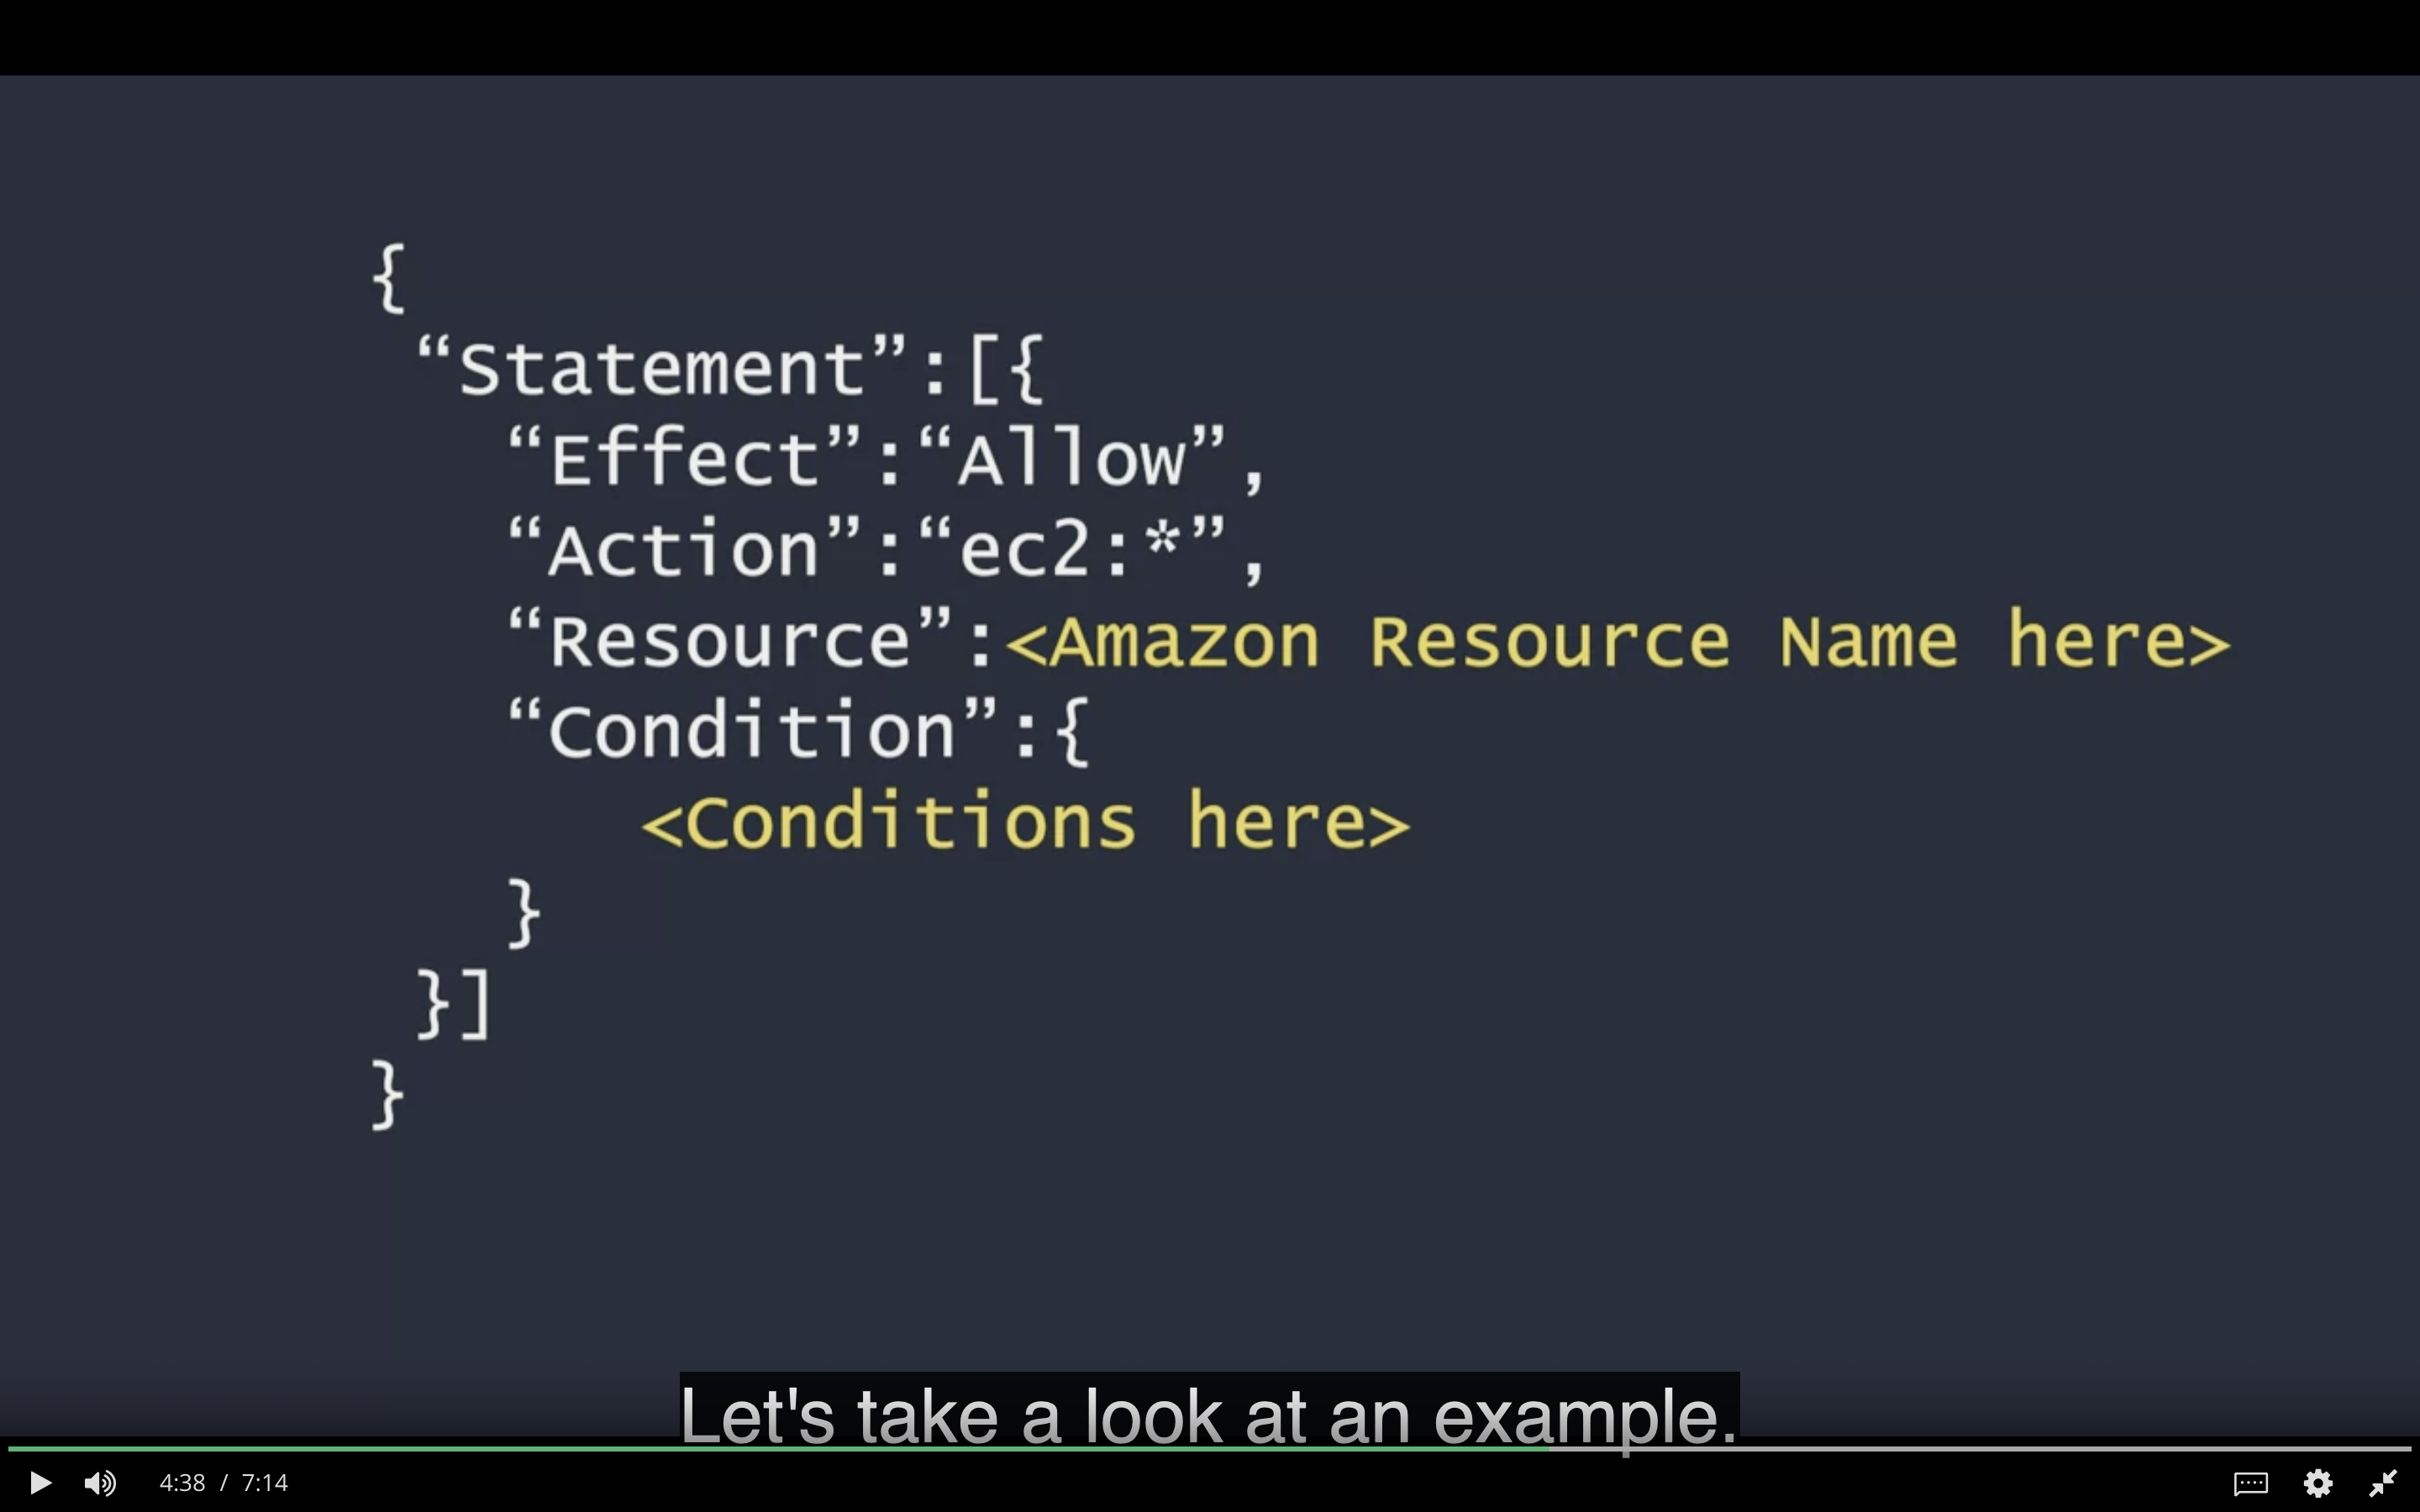 {
“Statement”:[{
“Effect”:“Allow”,
“Action”:“ec2:*”,
“Resource”:<Amazon Resource Name here>
“Condition”:{
<Conditions here>
}
}]
}
Let's take a look at an example.
4:38 / 7:14